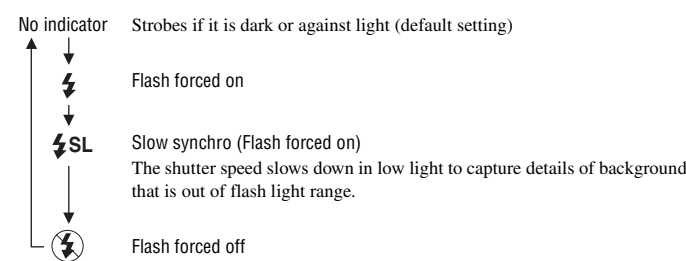 No indicator Strobes if it is dark or against light (default setting)
Flash forced on
SL Slow synchro (Flash forced on)
The shutter speed slows down in low light to capture details of background
that is out of flash light range.
Flash forced off